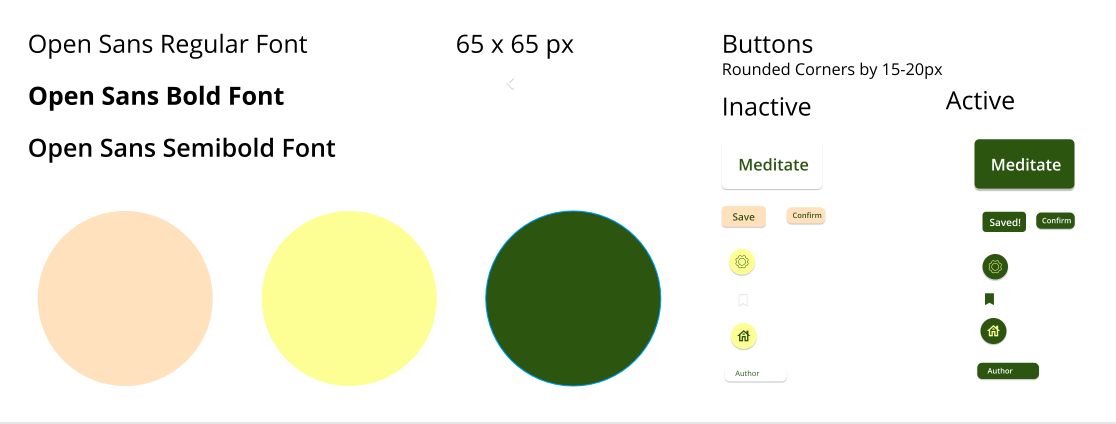 Open Sans Regular Font
Open Sans Bold Font
Open Sans Semibold Font
65 x 65 px
Buttons
Rounded Corners by 15-20px
Inactive
Active
Meditate
Meditate
Save
Confirm
Saved!
Confirm
Author
Author